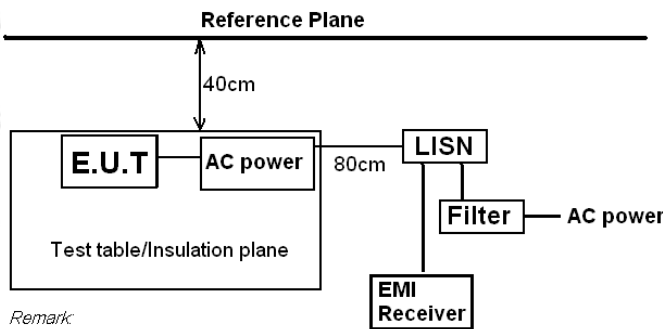 Reference Plane
40cm
E.U.T
AC power
LISN
80cm
Filter
AC power
Test table/Insulation plane
EMI
Receiver
Remark: